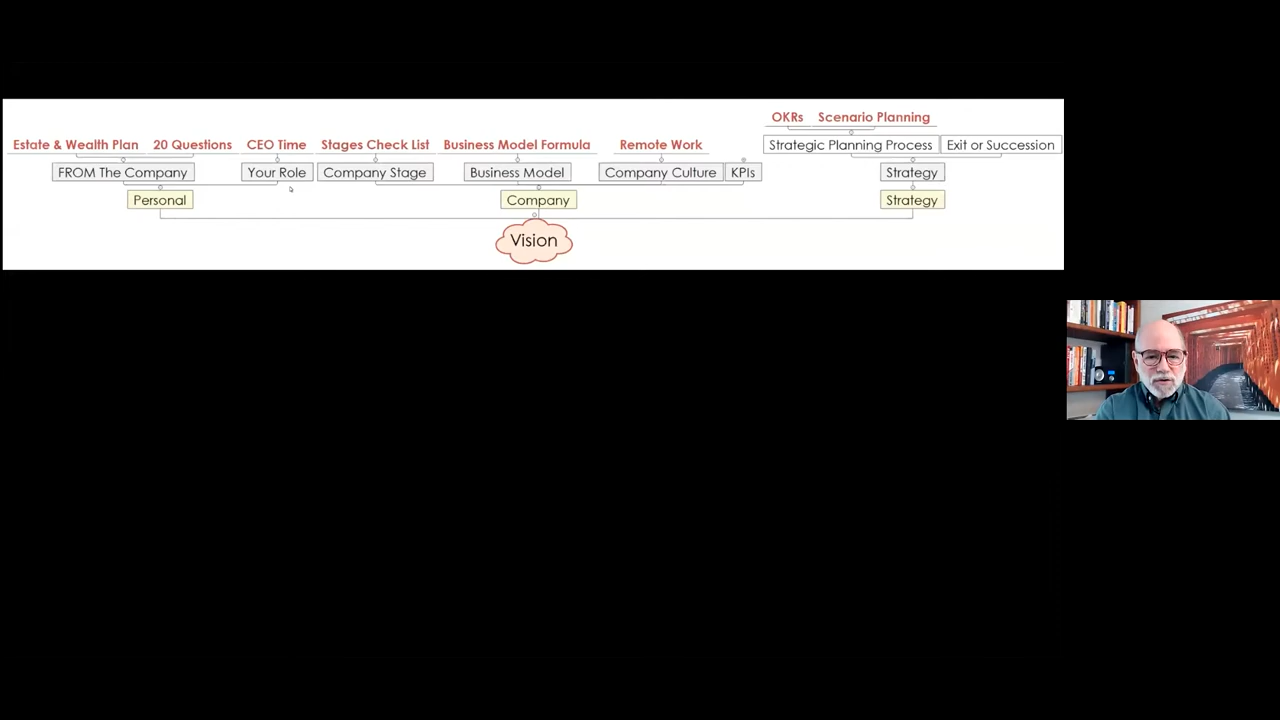 OKRs Scenario Planning
Estate & Wealth Plan 20 Questions CEO Time Stages Check List Business Model Formula Remote Work Strategic Planning Process Exit or Succession
FROM The Company Your Role Company Stage Business Model Company Culture KPIs Strategy
Personal Company Strategy
Vision